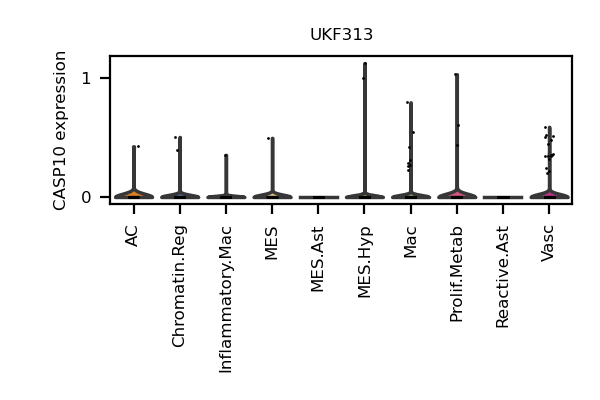 UKF313
CASP10 expression
1
0
AC
Chromatin.Reg
Inflammatory.Mac
MES
MES.Ast
MES.Hyp
Mac
Prolif.Metab
Reactive.Ast
Vasc